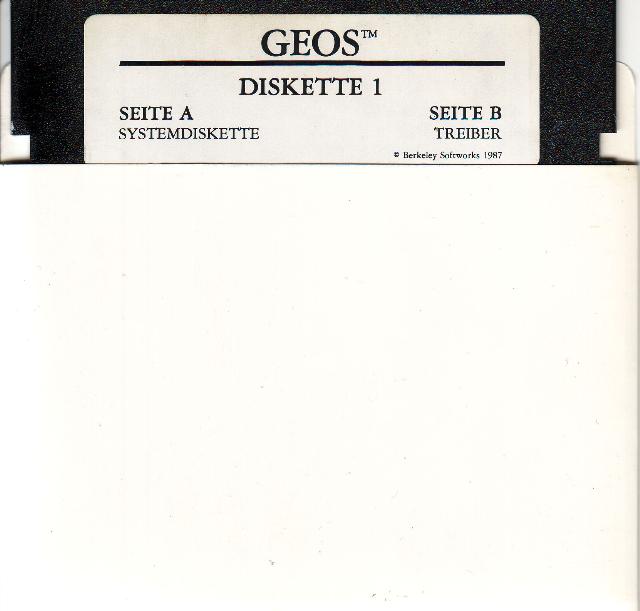 GEOS™
DISKETTE 1
SEITE A SEITE B
SYSTEMDISKETTE TREIBER
© Berkeley Softworks 1987